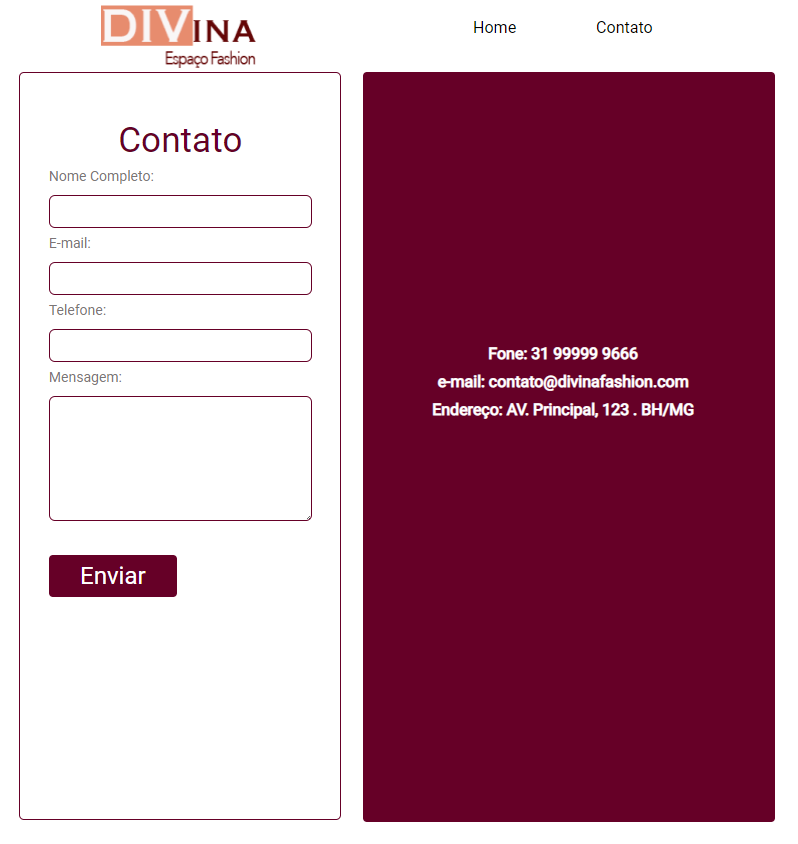 DIVINA
Espaço Fashion
Home
Contato
Contato
Nome Completo:
E-mail:
Telefone:
Mensagem:
Enviar
Fone: 31 99999 9666
e-mail: contato@divinafashion.com
Endereço: AV. Principal, 123 . BH/MG